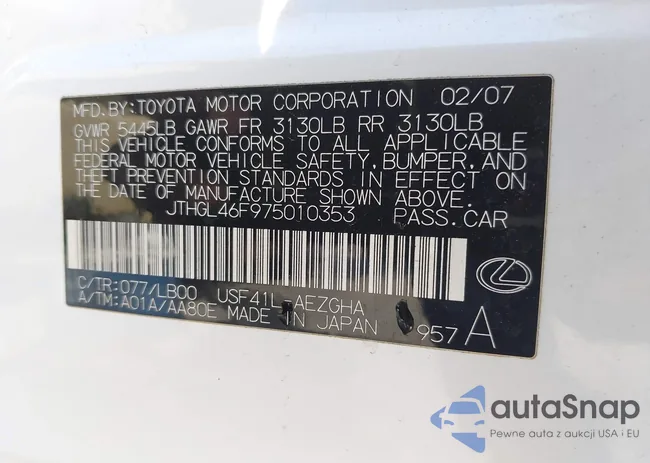 MFD.BY:TOYOTA MOTOR CORPORATION 02/07
GVWR 5445LB GAWR FR 3130LB RR 3130LB
THIS VEHICLE CONFORMS TO ALL APPLICABLE
FEDERAL MOTOR VEHICLE SAFETY, BUMPER, AND
THEFT PREVENTION STANDARDS IN EFFECT ON
THE DATE OF MANUFACTURE SHOWN ABOVE.
JTHGL46F975010353 PASS.CAR
C/TR:077/LB00 USF41L-AEZGHA
A/TM:A01A/AA80E MADE IN JAPAN 957A
autaSnap
Pewne auta z aukcji USA i EU